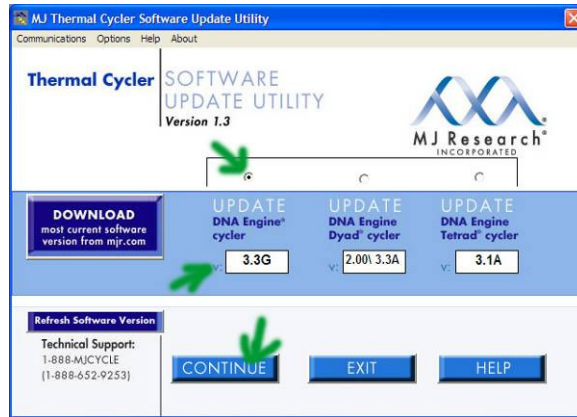 MJ Thermal Cycler Software Update Utility
Communications Options Help About
Thermal Cycler
SOFTWARE
UPDATE UTILITY
Version 1.3
MJ Research®
INCORPORATED
DOWNLOAD
most current software
version from mjr.com
UPDATE
DNA Engine®
cycler
v: 3.3G
UPDATE
DNA Engine
Dyad® cycler
v: 2.00\ 3.3A
UPDATE
DNA Engine
Tetrad® cycler
v: 3.1A
Refresh Software Version
Technical Support:
1-888-MJCYCLE
(1-888-652-9253)
CONTINUE
EXIT
HELP